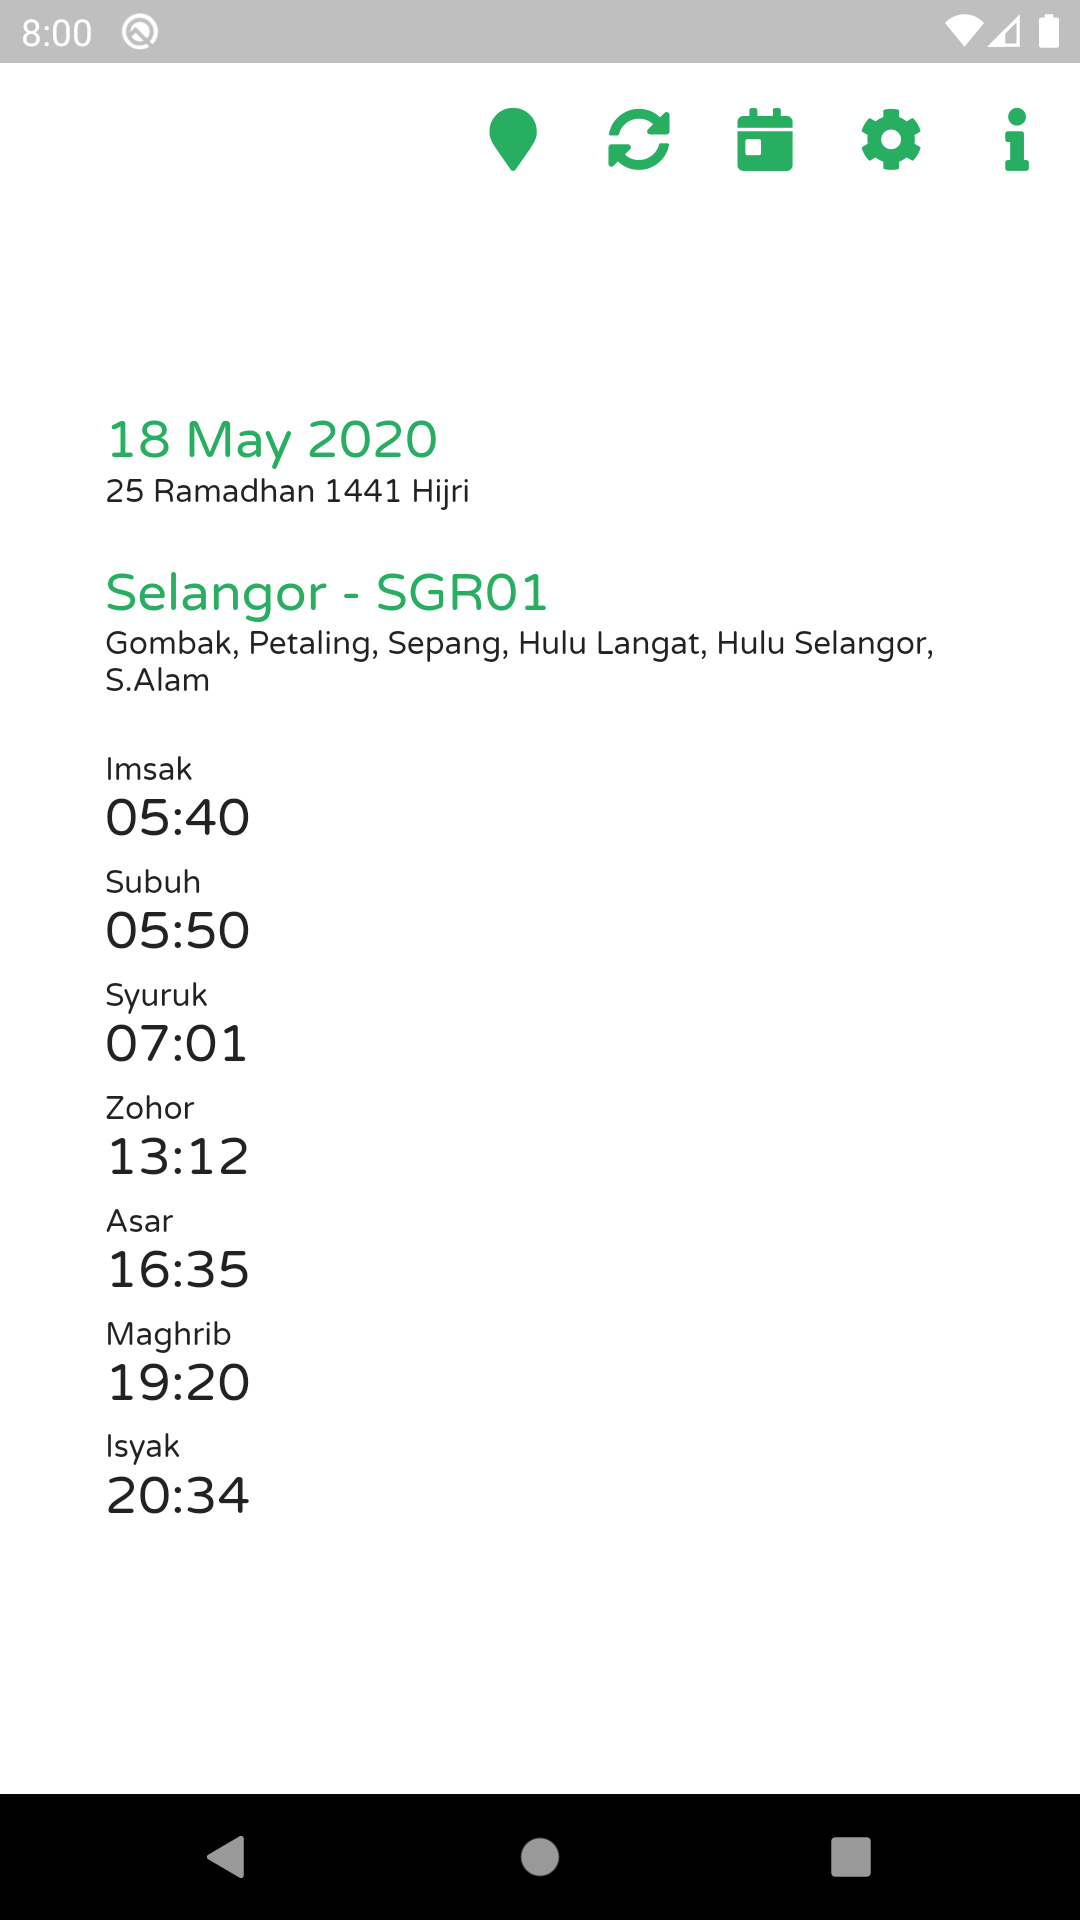 8:00
18 May 2020
25 Ramadhan 1441 Hijri
Selangor - SGR01
Gombak, Petaling, Sepang, Hulu Langat, Hulu Selangor,
S.Alam
Imsak
05:40
Subuh
05:50
Syuruk
07:01
Zohor
13:12
Asar
16:35
Maghrib
19:20
Isyak
20:34